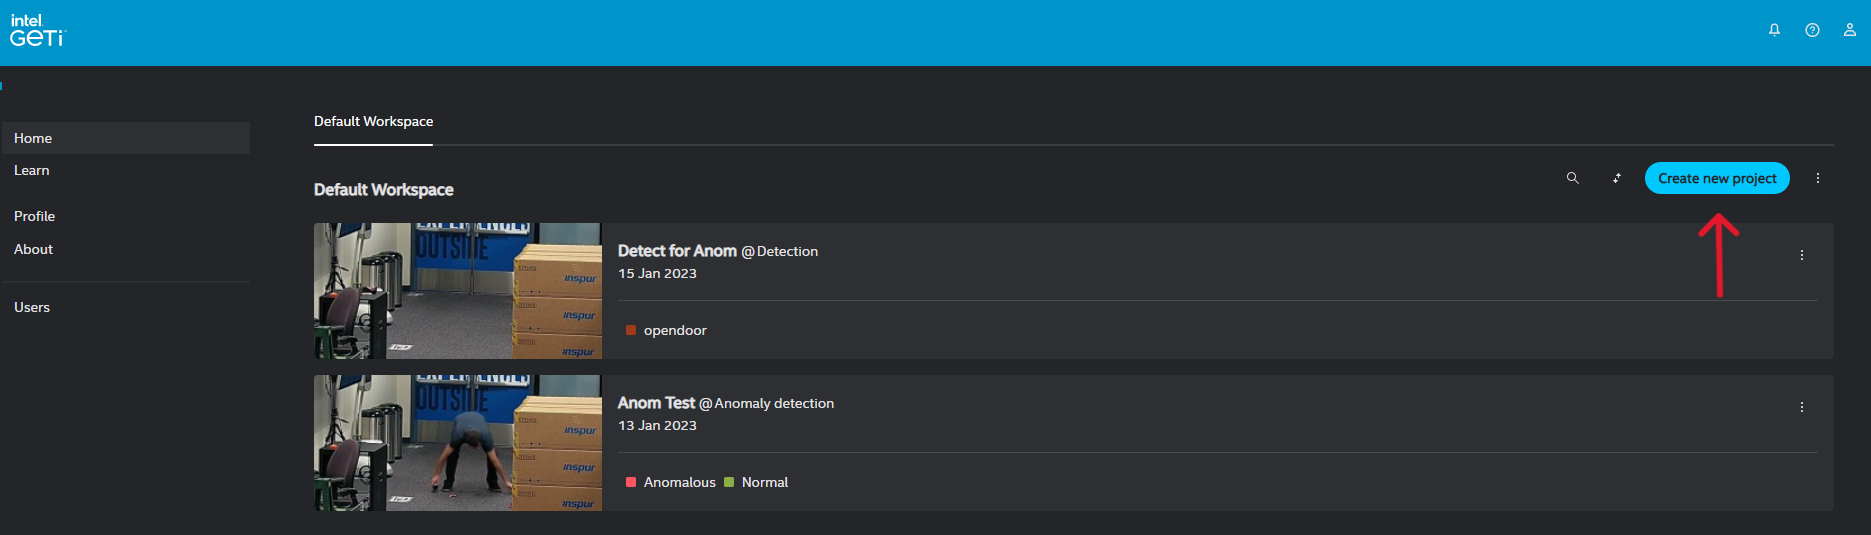 intel.
GETi™
Home
Learn
Profile
About
Users
Default Workspace
Default Workspace
Create new project
OUTSIDE
inspur
inspur
inspur
Detect for Anom @ Detection
15 Jan 2023
opendoor
OUTSIDE
inspur
inspur
inspur
Anom Test @ Anomaly detection
13 Jan 2023
Anomalous Normal